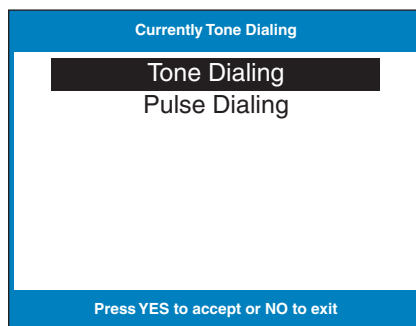 Currently Tone Dialing
Tone Dialing
Pulse Dialing
Press YES to accept or NO to exit